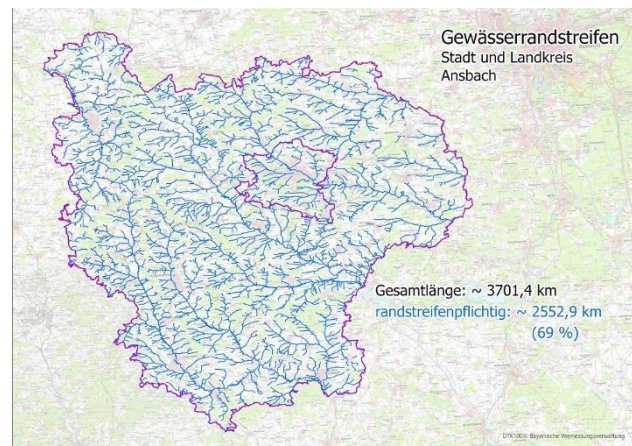 Gewässerrandstreifen
Stadt und Landkreis
Ansbach
Gesamtlänge: ~ 3701,4 km
randstreifenpflichtig: ~ 2552,9 km
(69 %)
DTK100© Bayerische Vermessungsverwaltung